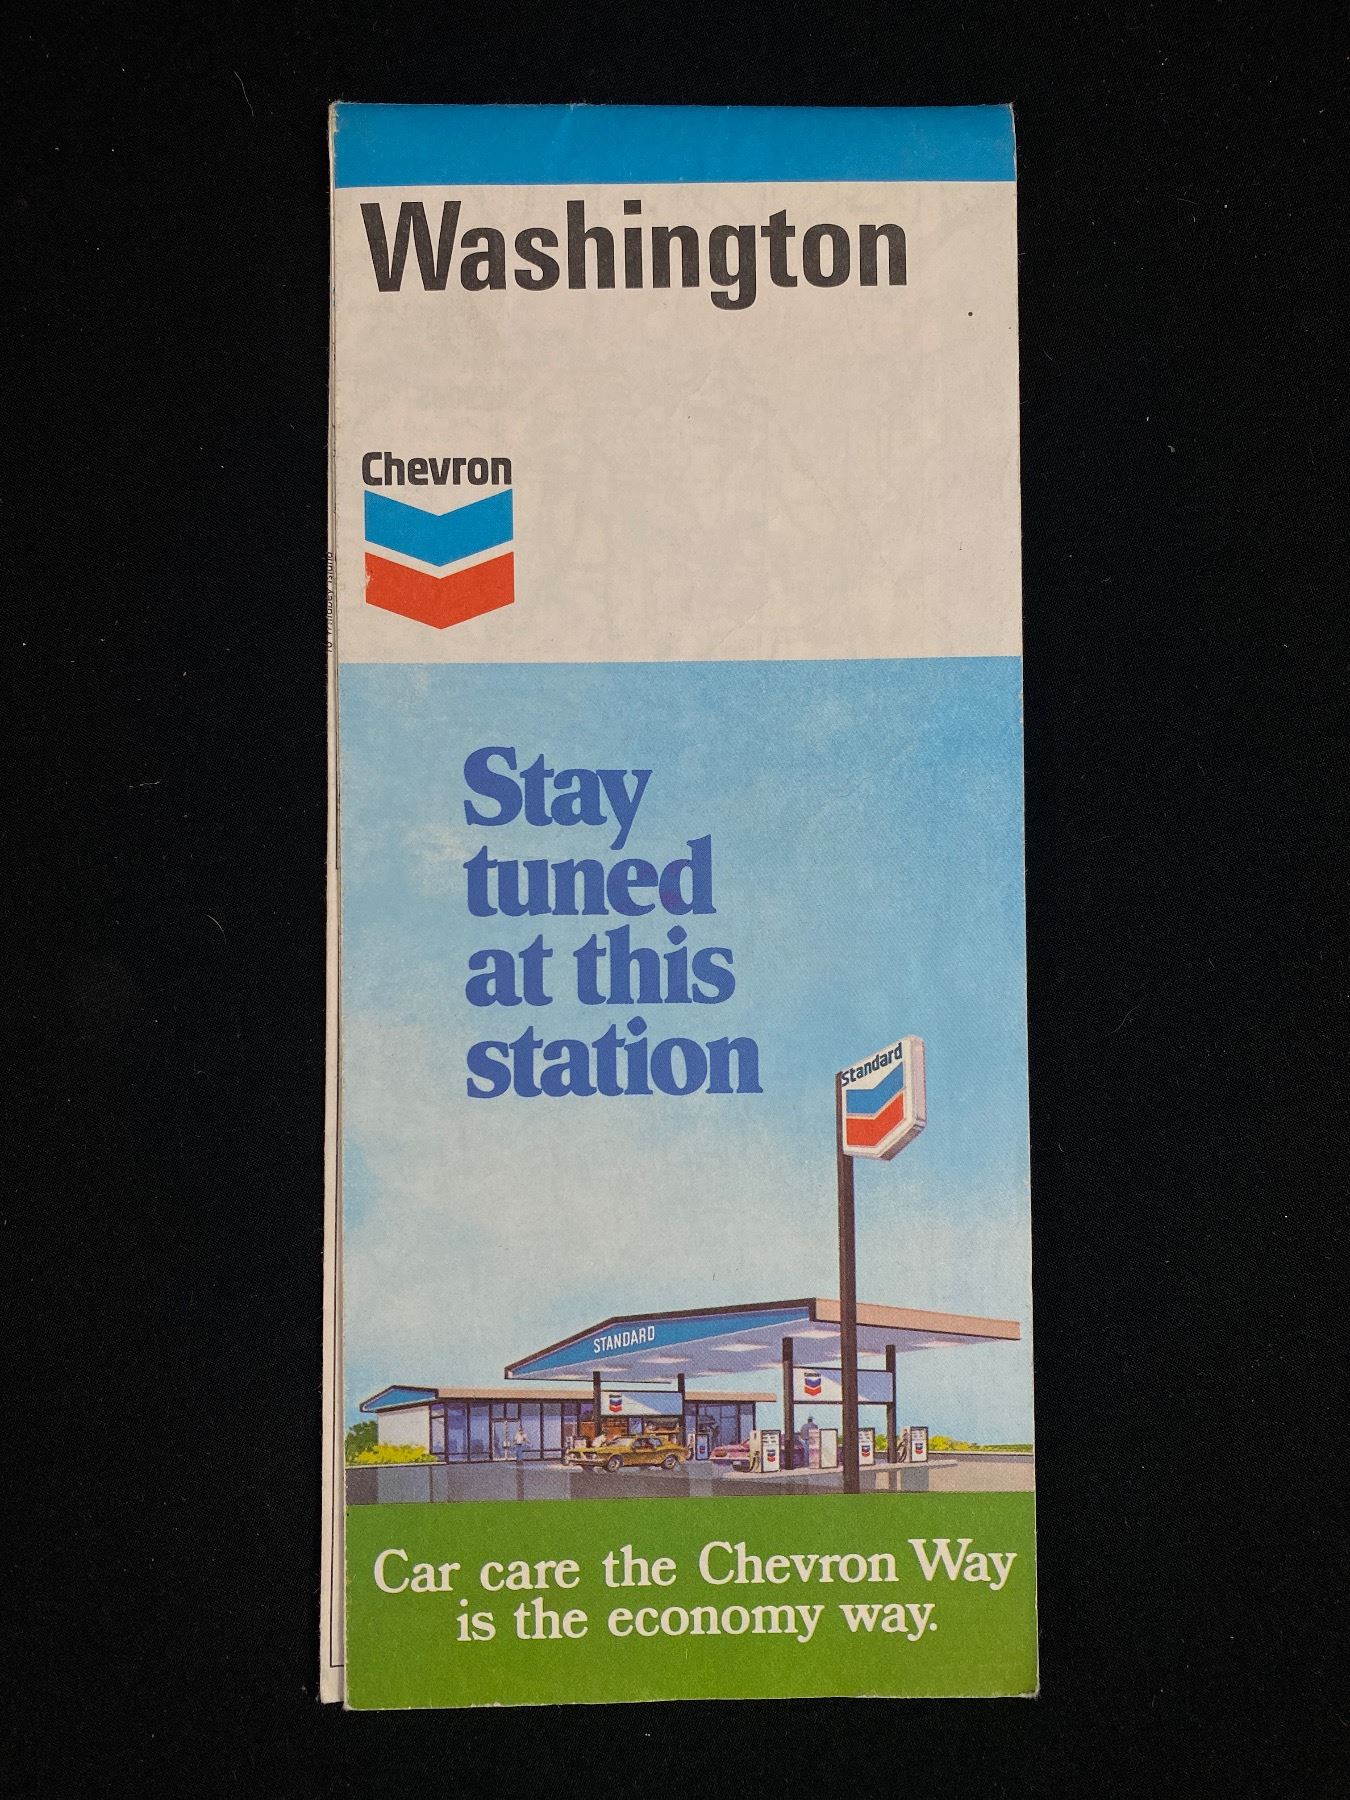 Washington
Chevron
Stay
tuned
at this
station
Standard
STANDARD
Car care the Chevron Way
is the economy way.